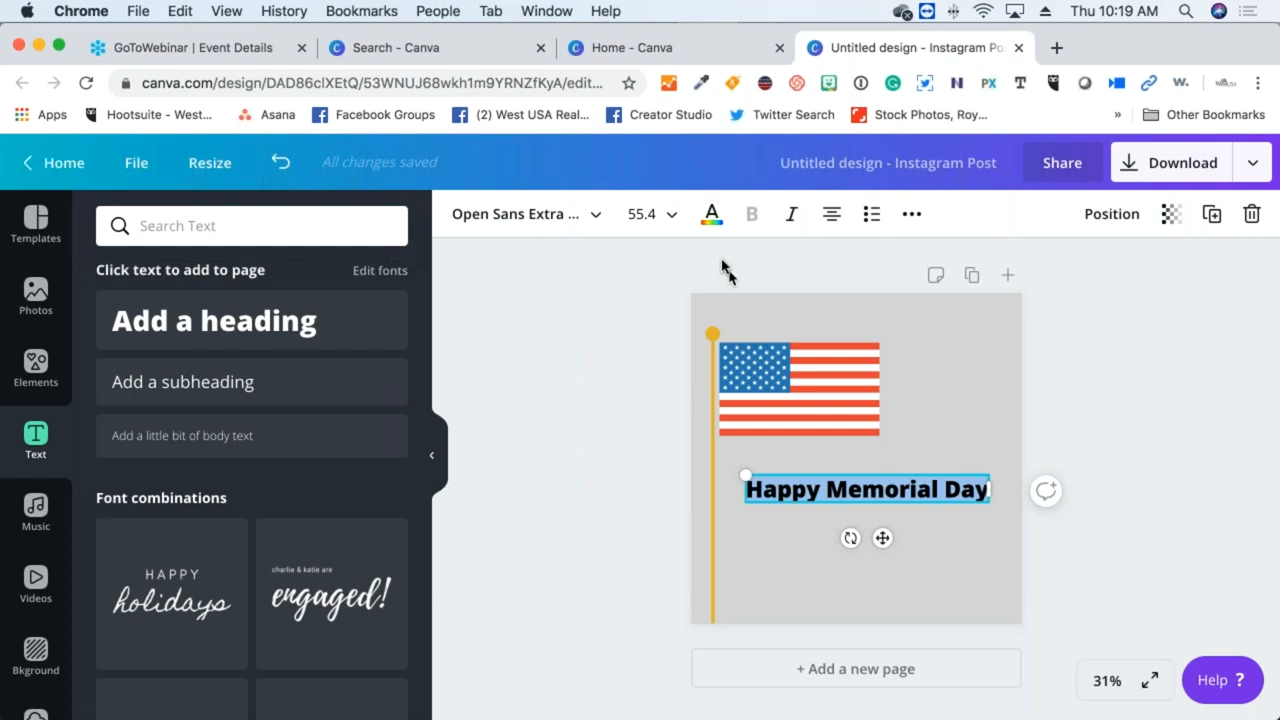 Chrome File Edit View History Bookmarks People Tab Window Help Thu 10:19 AM
GoToWebinar | Event Details Search - Canva Home - Canva Untitled design - Instagram Po
canva.com/design/DAD86clXEtQ/53WNUJ68wkh1m9YRNZfKyA/edit...
Apps Hootsuite - West... Asana Facebook Groups (2) West USA Real... Creator Studio Twitter Search Stock Photos, Roy... » Other Bookmarks
Home File Resize All changes saved Untitled design - Instagram Post Share Download
Templates
Photos
Elements
Text
Music
Videos
Bkground
Search Text
Click text to add to page Edit fonts
Add a heading
Add a subheading
Add a little bit of body text
Font combinations
HAPPY
holidays
charlie & katie are
engaged!
Open Sans Extra ... 55.4 A B I Position
Happy Memorial Day
+ Add a new page
31% Help ?